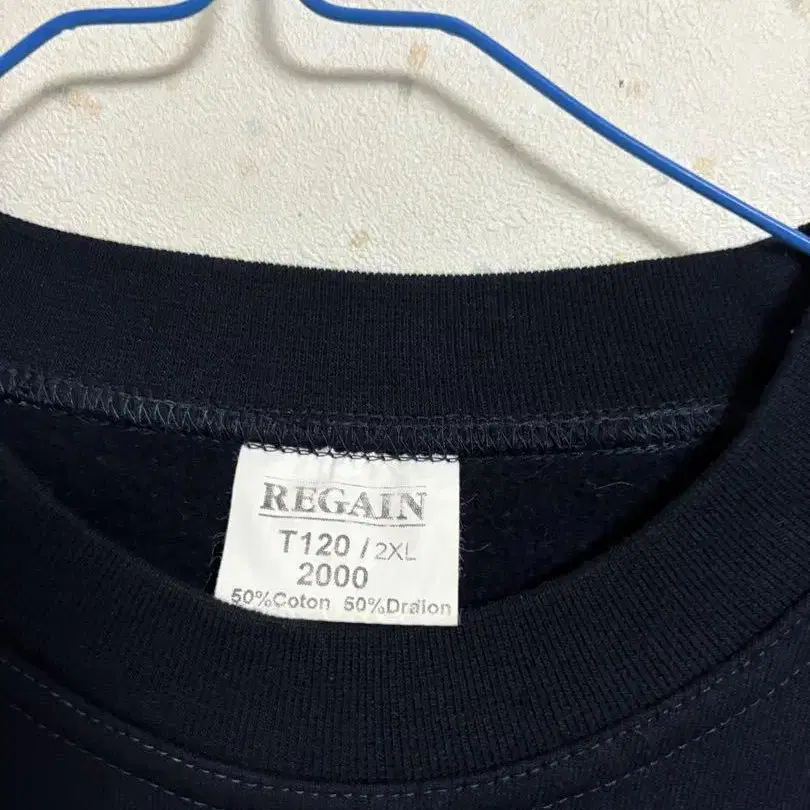 REGAIN
T120 / 2XL
2000
50%Coton 50%Dralon